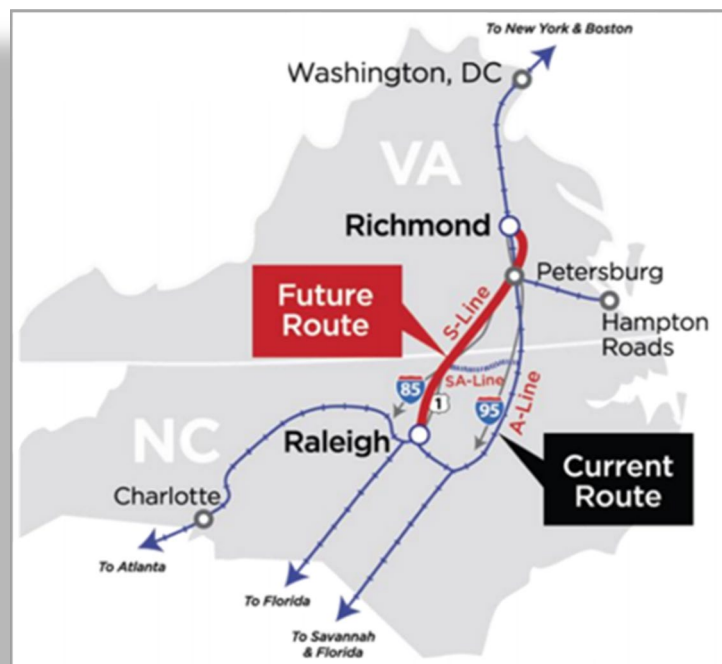 To New York & Boston
Washington, DC
VA
Richmond
Petersburg
Hampton
Roads
Future
Route
S-Line
SA-Line
85
1
95
A-Line
NC
Raleigh
Current
Route
Charlotte
To Atlanta
To Florida
To Savannah
& Florida